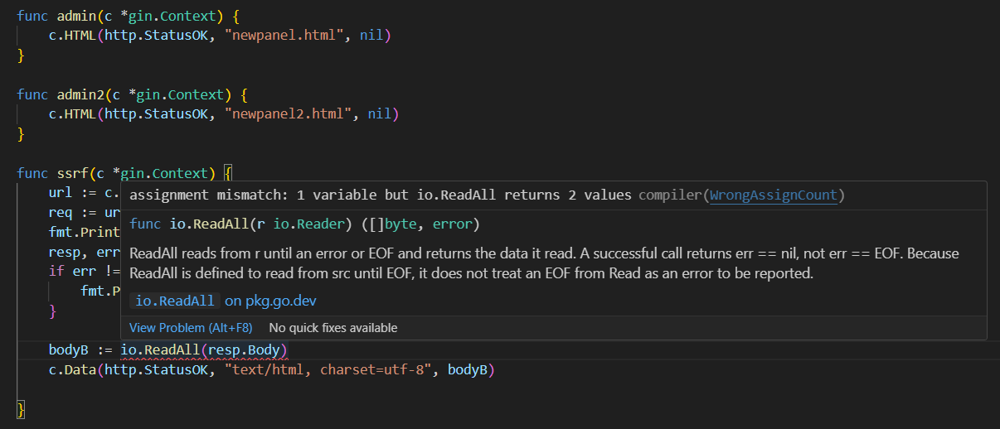 func admin(c *gin.Context) {
    c.HTML(http.StatusOK, "newpanel.html", nil)
}

func admin2(c *gin.Context) {
    c.HTML(http.StatusOK, "newpanel2.html", nil)
}

func ssrf(c *gin.Context) {
    url := c.
assignment mismatch: 1 variable but io.ReadAll returns 2 values compiler(WrongAssignCount)
    req := ur
func io.ReadAll(r io.Reader) ([]byte, error)
    fmt.Print
    resp, err
ReadAll reads from r until an error or EOF and returns the data it read. A successful call returns err == nil, not err == EOF. Because
    if err !=
ReadAll is defined to read from src until EOF, it does not treat an EOF from Read as an error to be reported.
        fmt.P
io.ReadAll on pkg.go.dev
    }
View Problem (Alt+F8) No quick fixes available
    bodyB := io.ReadAll(resp.Body)
    c.Data(http.StatusOK, "text/html, charset=utf-8", bodyB)

}